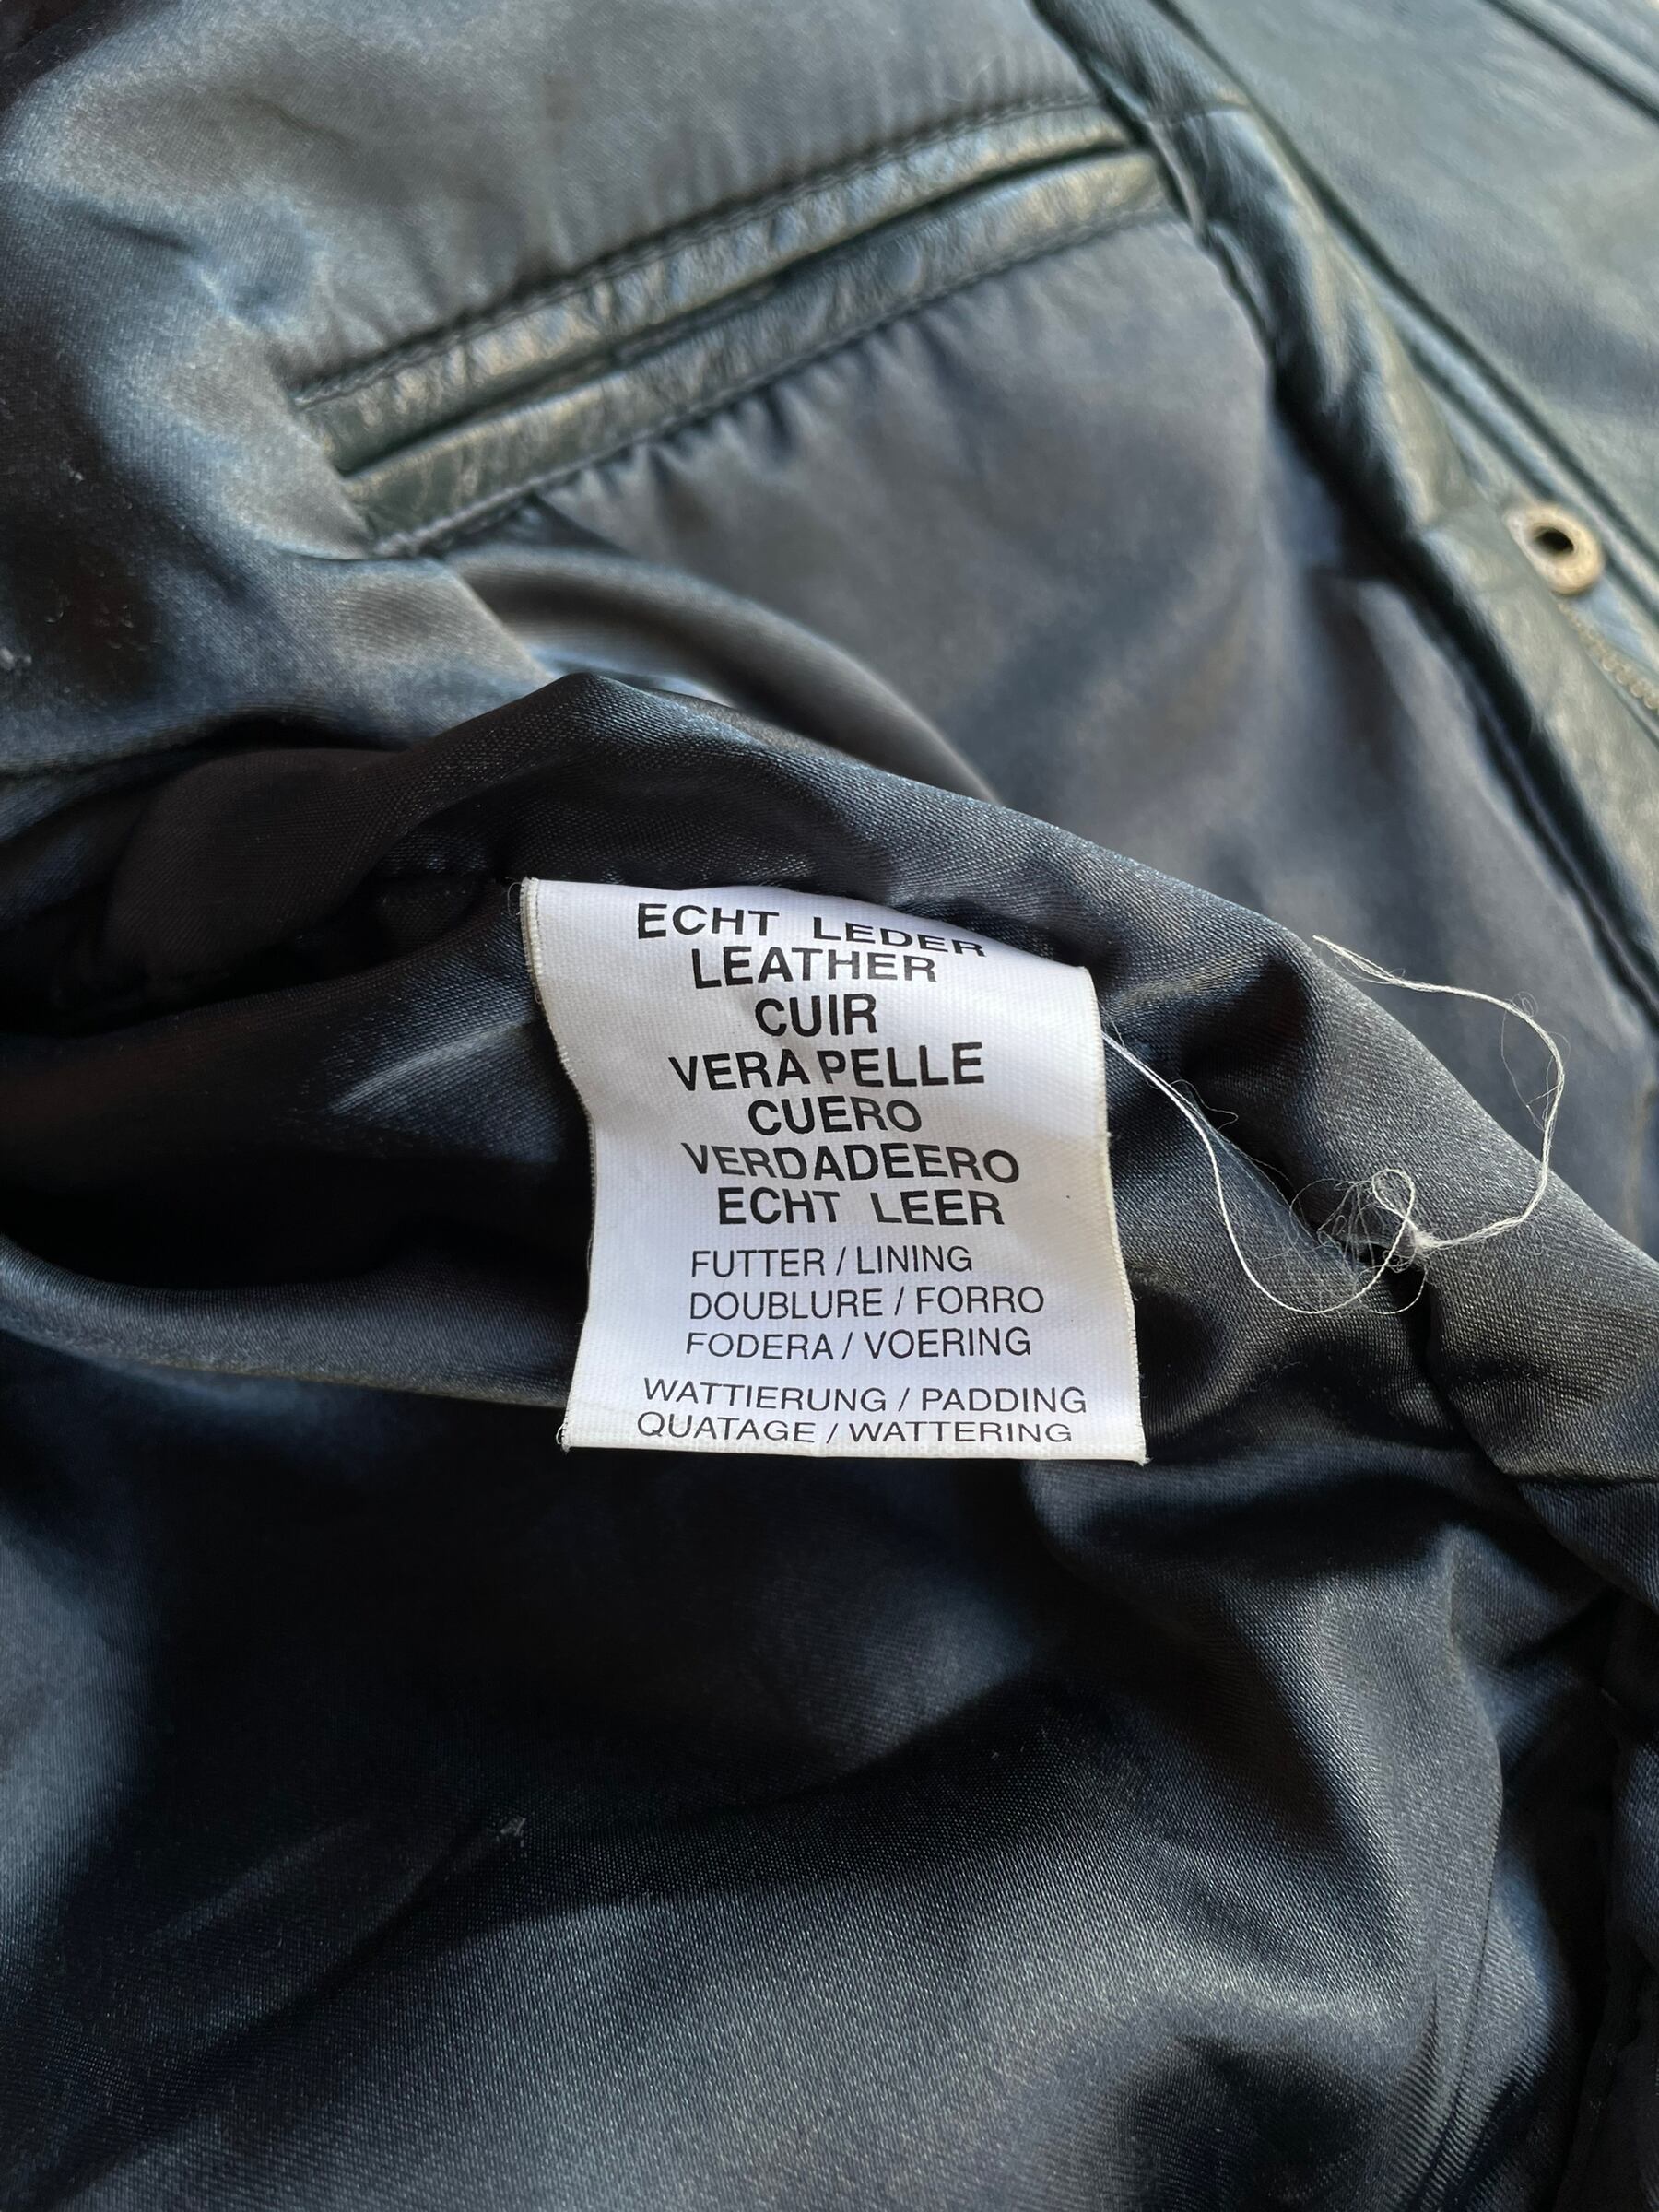 ECHT LEDER
LEATHER
CUIR
VERA PELLE
CUERO
VERDADEERO
ECHT LEER
FUTTER / LINING
DOUBLURE / FORRO
FODERA / VOERING
WATTIERUNG / PADDING
QUATAGE / WATTERING